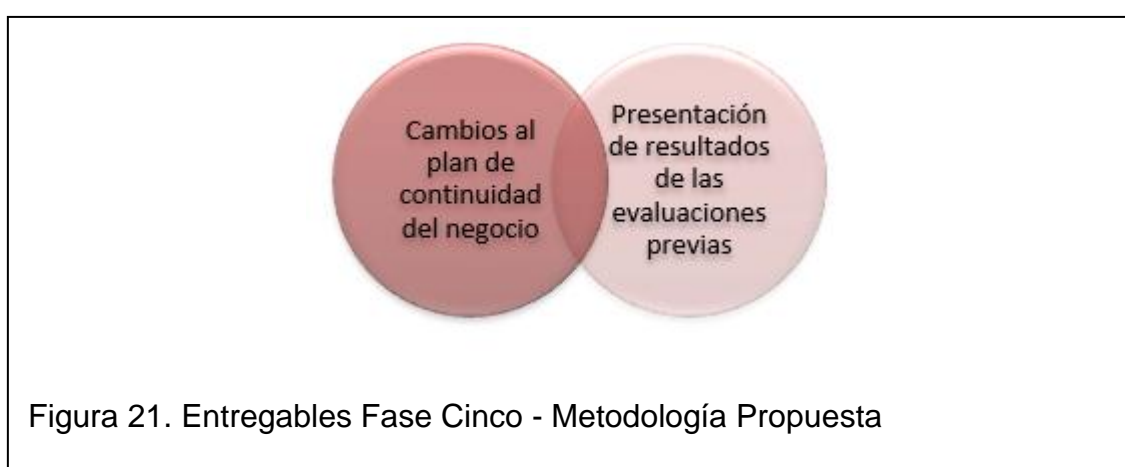 Cambios al
plan de
continuidad
del negocio
Presentación
de resultados
de las
evaluaciones
previas
Figura 21. Entregables Fase Cinco - Metodología Propuesta